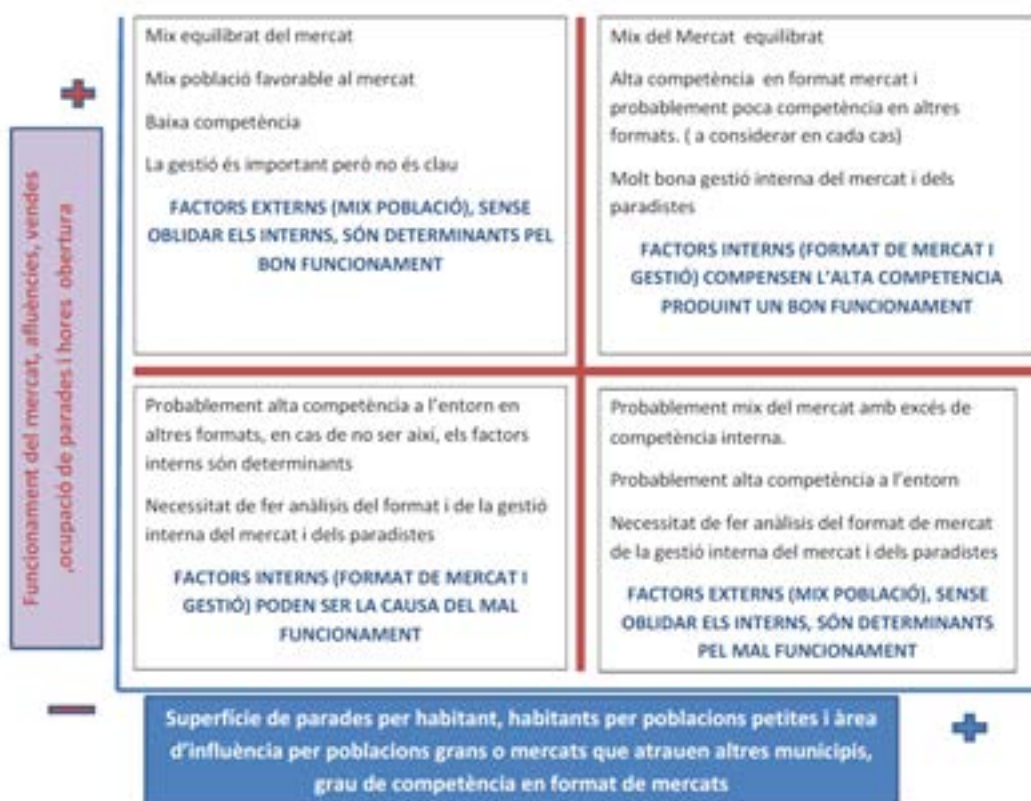 Mix equilibrat del mercat
Mix població favorable al mercat
Baixa competència
La gestió és important però no és clau
FACTORS EXTERNS (MIX POBLACIÓ), SENSE
OBLIDAR ELS INTERNS, SÓN DETERMINANTS PEL
BON FUNCIONAMENT
Mix del Mercat equilibrat
Alta competència en format mercat i
probablement poca competència en altres
formats. ( a considerar en cada cas)
Molt bona gestió interna del mercat i dels
paradistes
FACTORS INTERNS (FORMAT DE MERCAT I
GESTIÓ) COMPENSEN L'ALTA COMPETENCIA
PRODUINT UN BON FUNCIONAMENT
Funcionament del mercat, afluències, vendes
,ocupació de parades i hores obertura
Probablement alta competència a l'entorn en
altres formats, en cas de no ser així, els factors
interns són determinants
Necessitat de fer anàlisis del format i de la gestió
interna del mercat i dels paradistes
FACTORS INTERNS (FORMAT DE MERCAT I
GESTIÓ) PODEN SER LA CAUSA DEL MAL
FUNCIONAMENT
Probablement mix del mercat amb excés de
competència interna.
Probablement alta competència a l'entorn
Necessitat de fer anàlisis del format de mercat
de la gestió interna del mercat i dels paradistes
FACTORS EXTERNS (MIX POBLACIÓ), SENSE
OBLIDAR ELS INTERNS, SÓN DETERMINANTS
PEL MAL FUNCIONAMENT
Superfície de parades per habitant, habitants per poblacions petites i àrea
d'influència per poblacions grans o mercats que atrauen altres municipis,
grau de competència en format de mercats